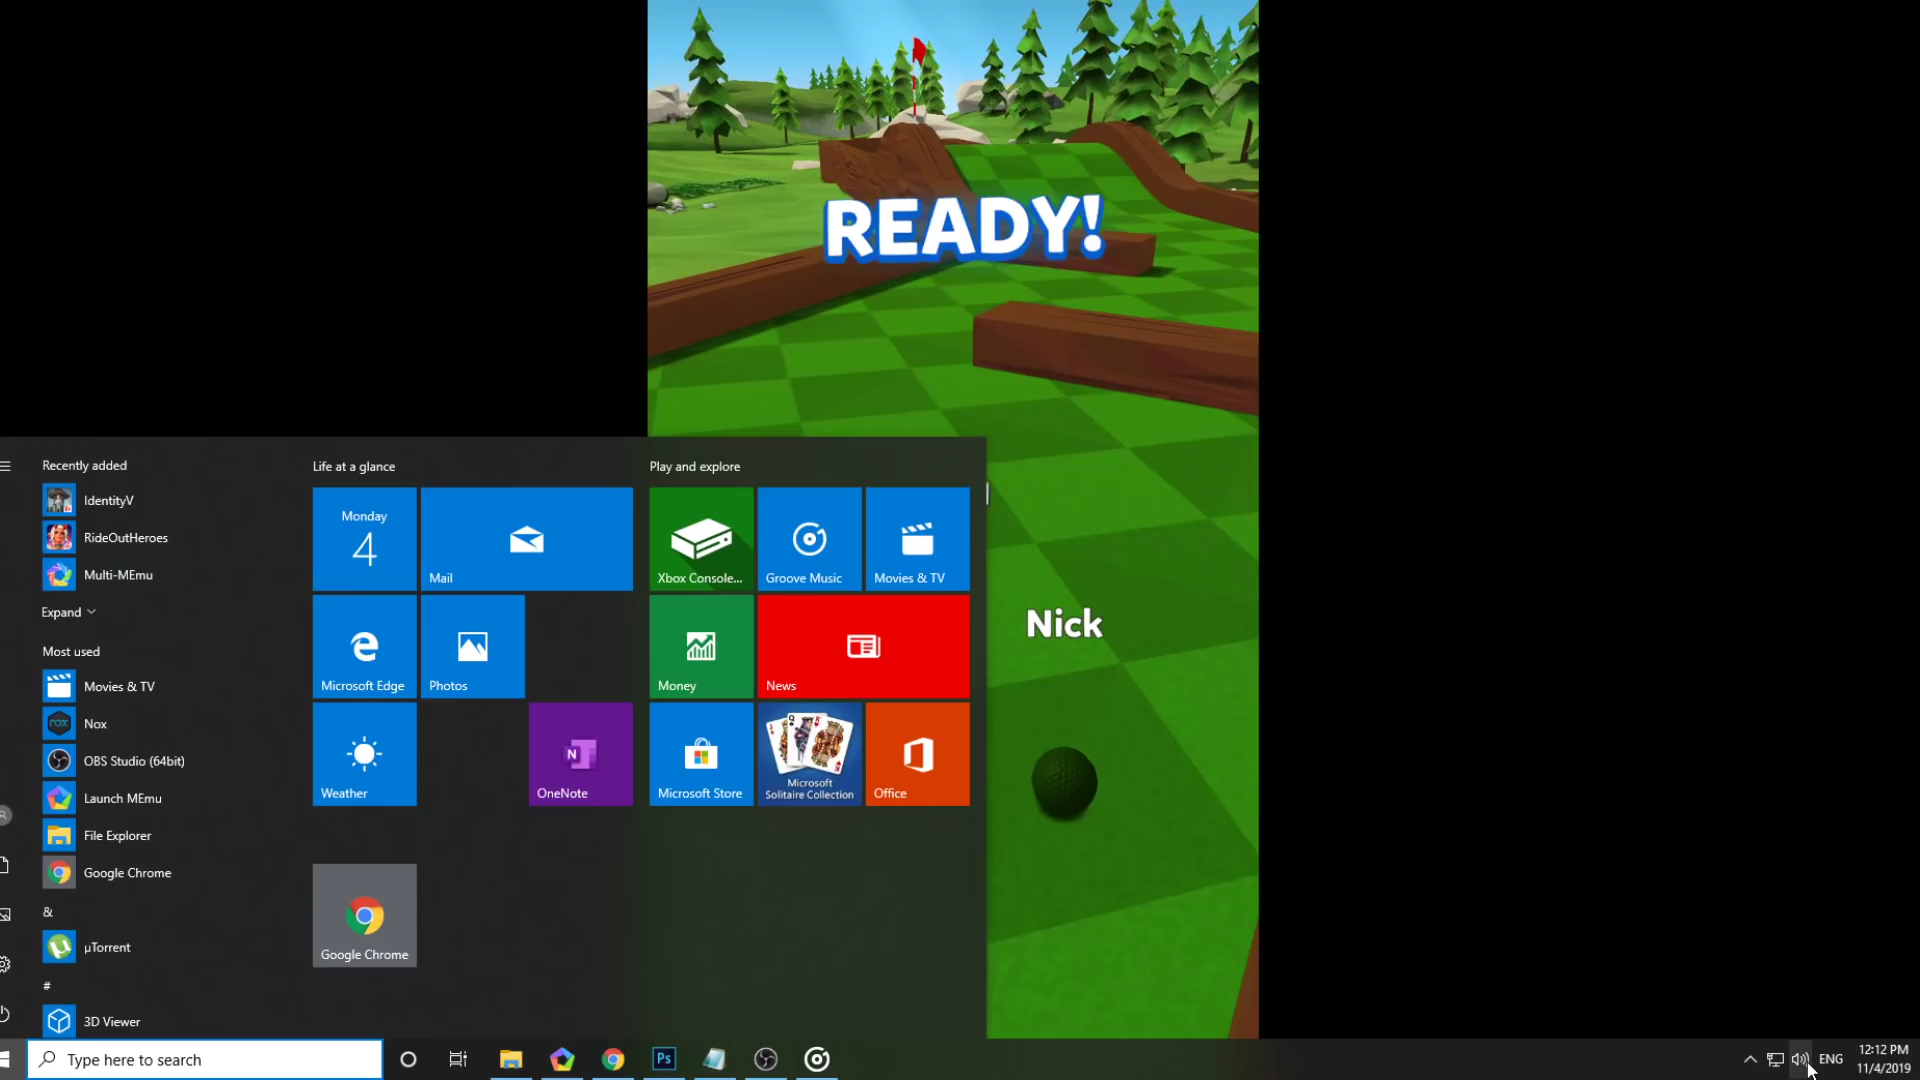 READY!
Nick
Recently added
IdentityV
RideOutHeroes
Multi-MEmu
Expand
Most used
Movies & TV
Nox
OBS Studio (64bit)
Launch MEmu
File Explorer
Google Chrome
&
µTorrent
#
3D Viewer
Life at a glance
Monday
4
Mail
Microsoft Edge
Photos
Weather
N
OneNote
Google Chrome
Play and explore
Xbox Console...
Groove Music
Movies & TV
Money
News
Microsoft Store
Microsoft
Solitaire Collection
Office
Type here to search
Ps
ENG
12:12 PM
11/4/2019